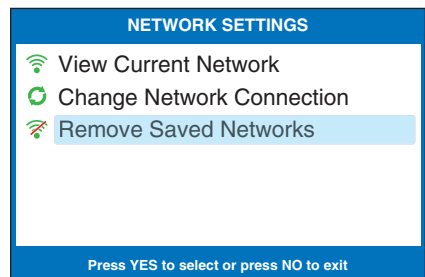 NETWORK SETTINGS
View Current Network
Change Network Connection
Remove Saved Networks
Press YES to select or press NO to exit